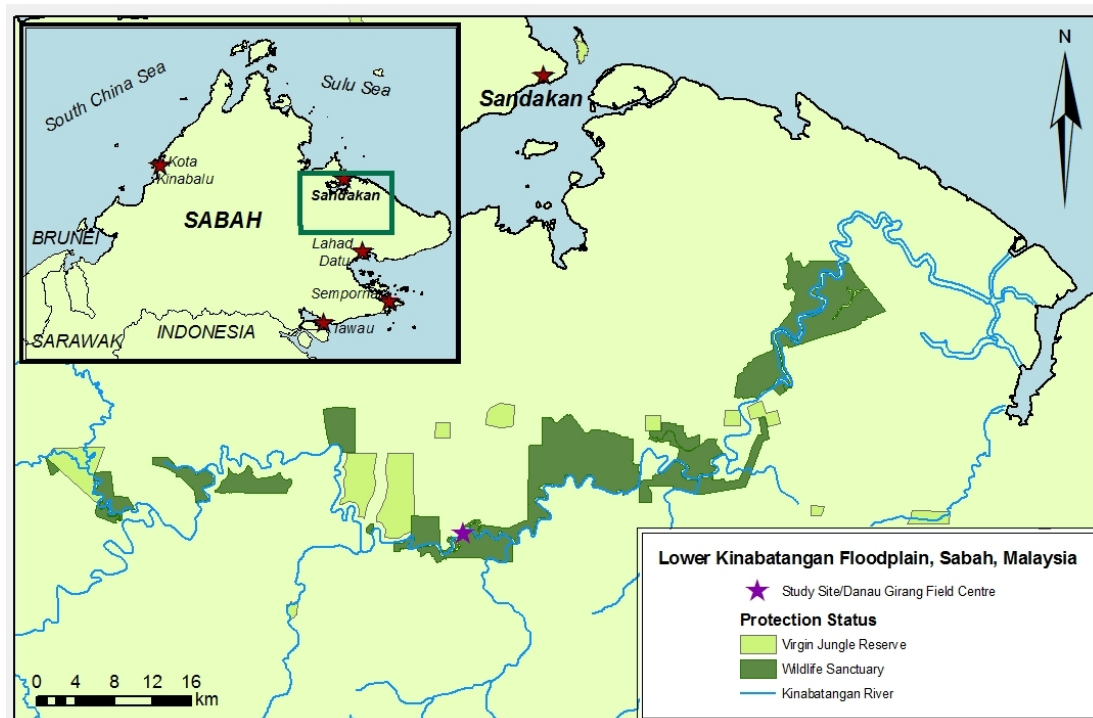 South China Sea
Sulu Sea
Kota
Kinabalu
Sandakan
SABAH
BRUNEI
Lahad
Datu
Semporna
SARAWAK
INDONESIA
Tawau
Sandakan
N
0 4 8 12 16
km
Lower Kinabatangan Floodplain, Sabah, Malaysia
Study Site/Danau Girang Field Centre
Protection Status
Virgin Jungle Reserve
Wildlife Sanctuary
Kinabatangan River